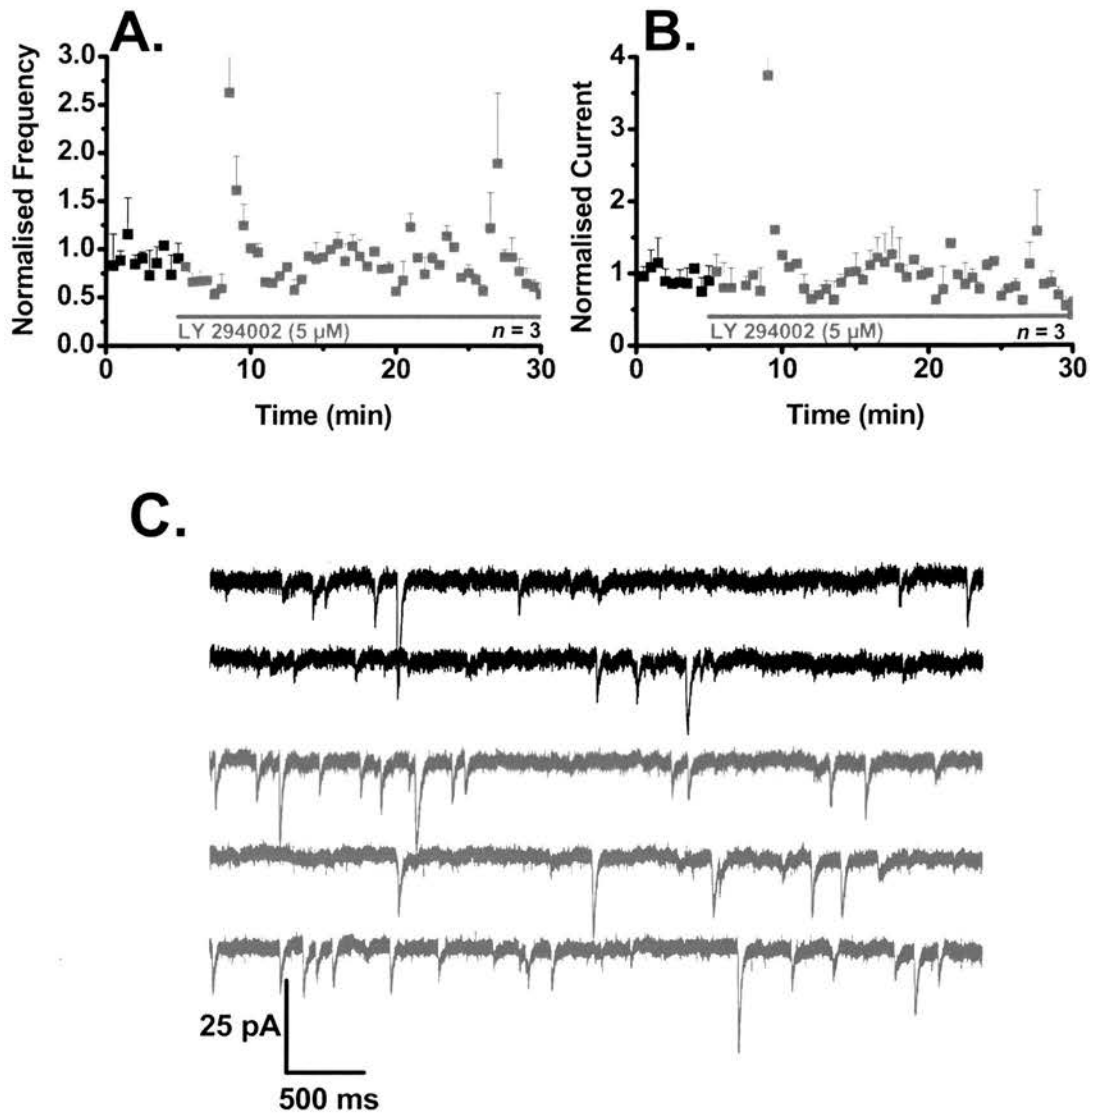 A.
Normalised Frequency
3.0
2.5
2.0
1.5
1.0
0.5
0.0
LY 294002 (5 µM)
n = 3
0 10 20 30
Time (min)
B.
Normalised Current
4
3
2
1
0
LY 294002 (5 µM)
n = 3
0 10 20 30
Time (min)
C.
25 pA
500 ms